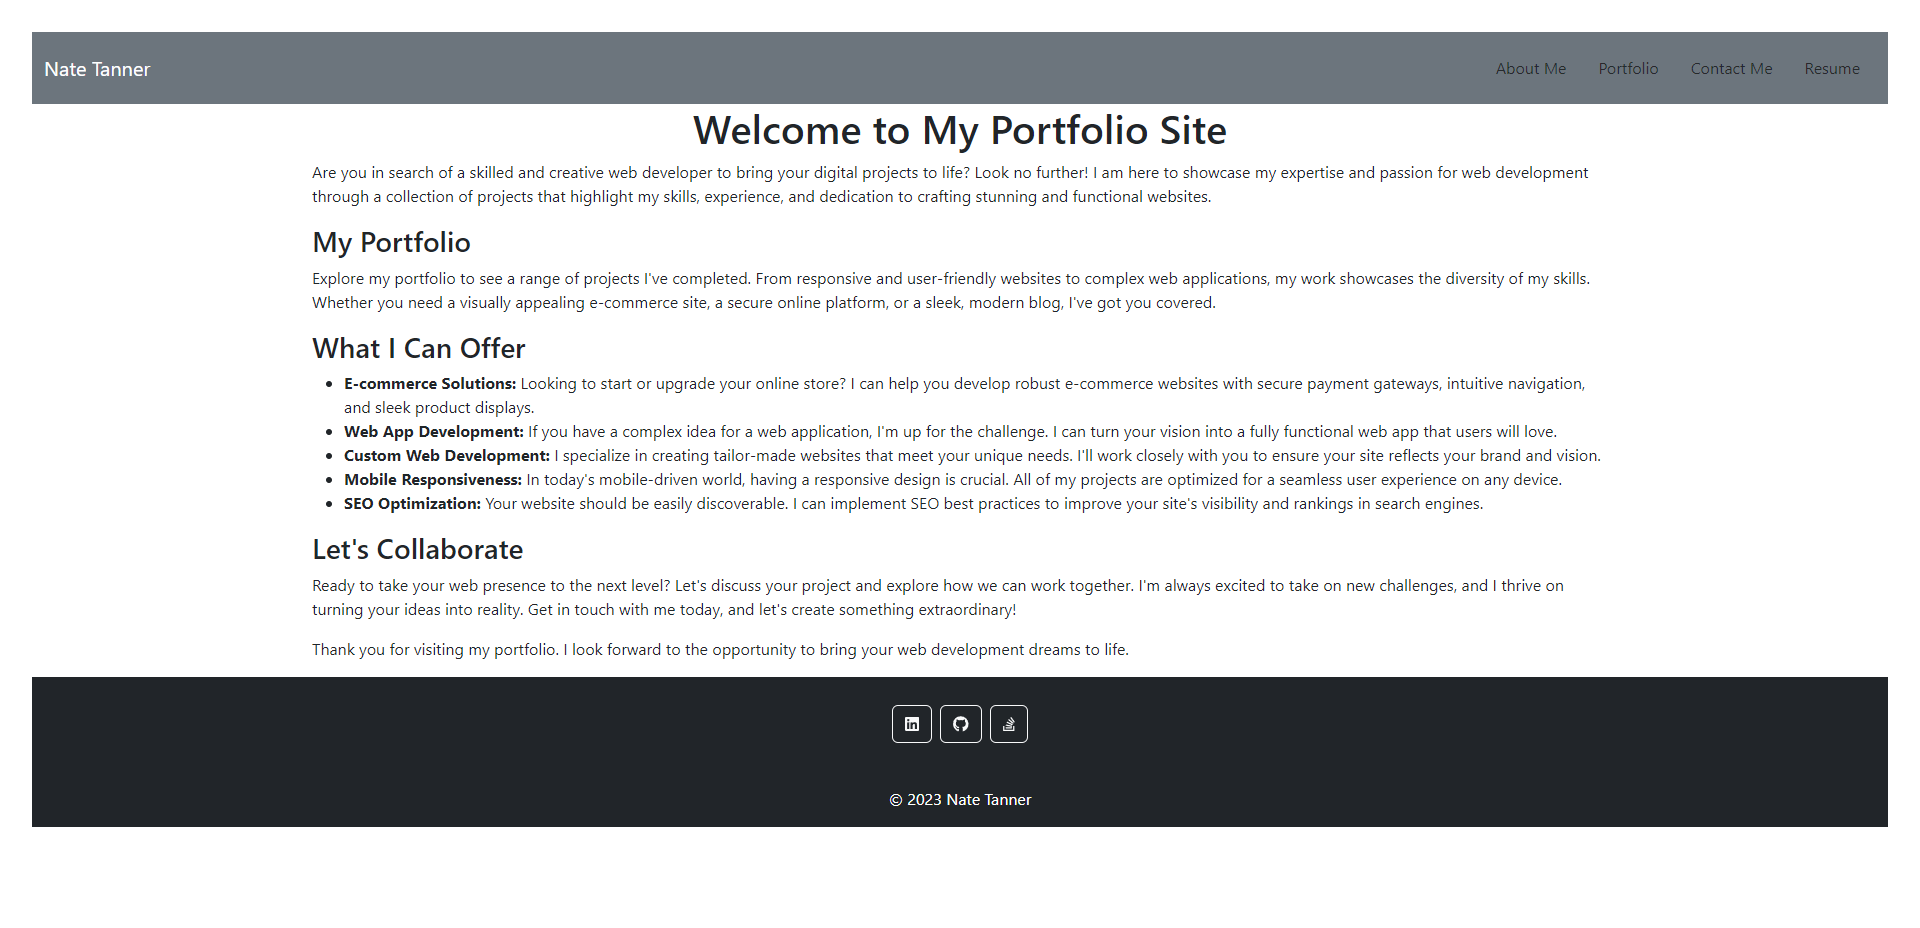 Nate Tanner
About Me Portfolio Contact Me Resume
Welcome to My Portfolio Site
Are you in search of a skilled and creative web developer to bring your digital projects to life? Look no further! I am here to showcase my expertise and passion for web development
through a collection of projects that highlight my skills, experience, and dedication to crafting stunning and functional websites.
My Portfolio
Explore my portfolio to see a range of projects I've completed. From responsive and user-friendly websites to complex web applications, my work showcases the diversity of my skills.
Whether you need a visually appealing e-commerce site, a secure online platform, or a sleek, modern blog, I've got you covered.
What I Can Offer
• E-commerce Solutions: Looking to start or upgrade your online store? I can help you develop robust e-commerce websites with secure payment gateways, intuitive navigation,
and sleek product displays.
• Web App Development: If you have a complex idea for a web application, I'm up for the challenge. I can turn your vision into a fully functional web app that users will love.
• Custom Web Development: I specialize in creating tailor-made websites that meet your unique needs. I'll work closely with you to ensure your site reflects your brand and vision.
• Mobile Responsiveness: In today's mobile-driven world, having a responsive design is crucial. All of my projects are optimized for a seamless user experience on any device.
• SEO Optimization: Your website should be easily discoverable. I can implement SEO best practices to improve your site's visibility and rankings in search engines.
Let's Collaborate
Ready to take your web presence to the next level? Let's discuss your project and explore how we can work together. I'm always excited to take on new challenges, and I thrive on
turning your ideas into reality. Get in touch with me today, and let's create something extraordinary!
Thank you for visiting my portfolio. I look forward to the opportunity to bring your web development dreams to life.
in
© 2023 Nate Tanner